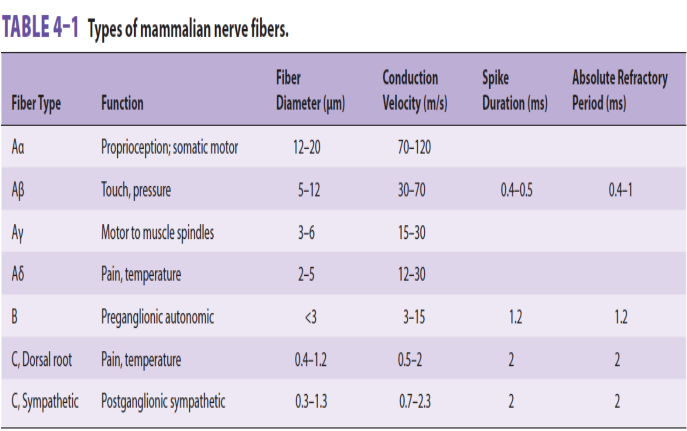 TABLE 4–1 Types of mammalian nerve fibers.
Fiber Type Function Fiber Diameter (μm) Conduction Velocity (m/s) Spike Duration (ms) Absolute Refractory Period (ms)
Aα Proprioception; somatic motor 12–20 70–120
Aβ Touch, pressure 5–12 30–70 0.4–0.5 0.4–1
Aγ Motor to muscle spindles 3–6 15–30
Aδ Pain, temperature 2–5 12–30
B Preganglionic autonomic <3 3–15 1.2 1.2
C, Dorsal root Pain, temperature 0.4–1.2 0.5–2 2 2
C, Sympathetic Postganglionic sympathetic 0.3–1.3 0.7–2.3 2 2